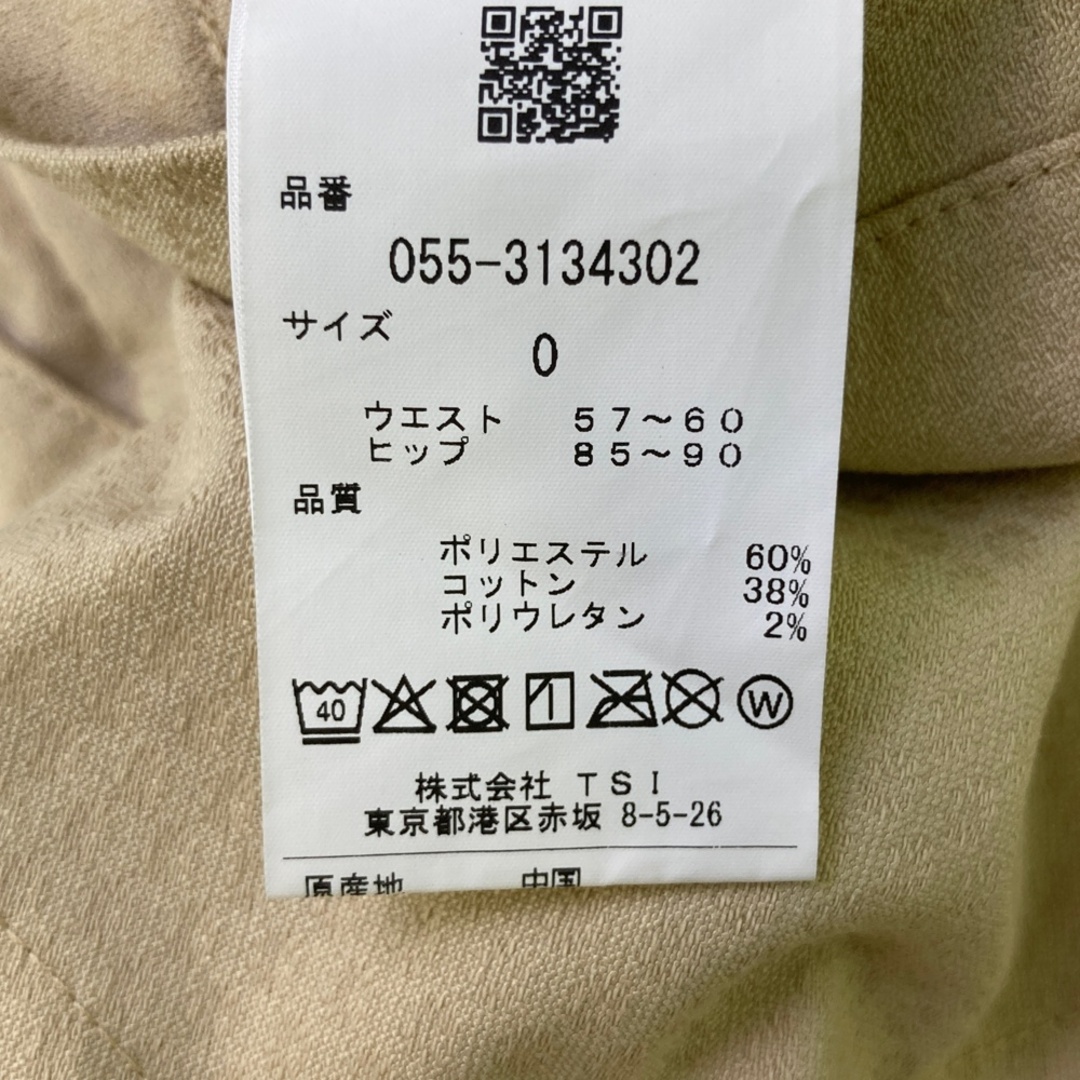 品番
055-3134302
サイズ
0
ウエスト 57〜60
ヒップ 85〜90
品質
ポリエステル 60%
コットン 38%
ポリウレタン 2%
40
W
株式会社 TSI
東京都港区赤坂 8-5-26
原産地 中国